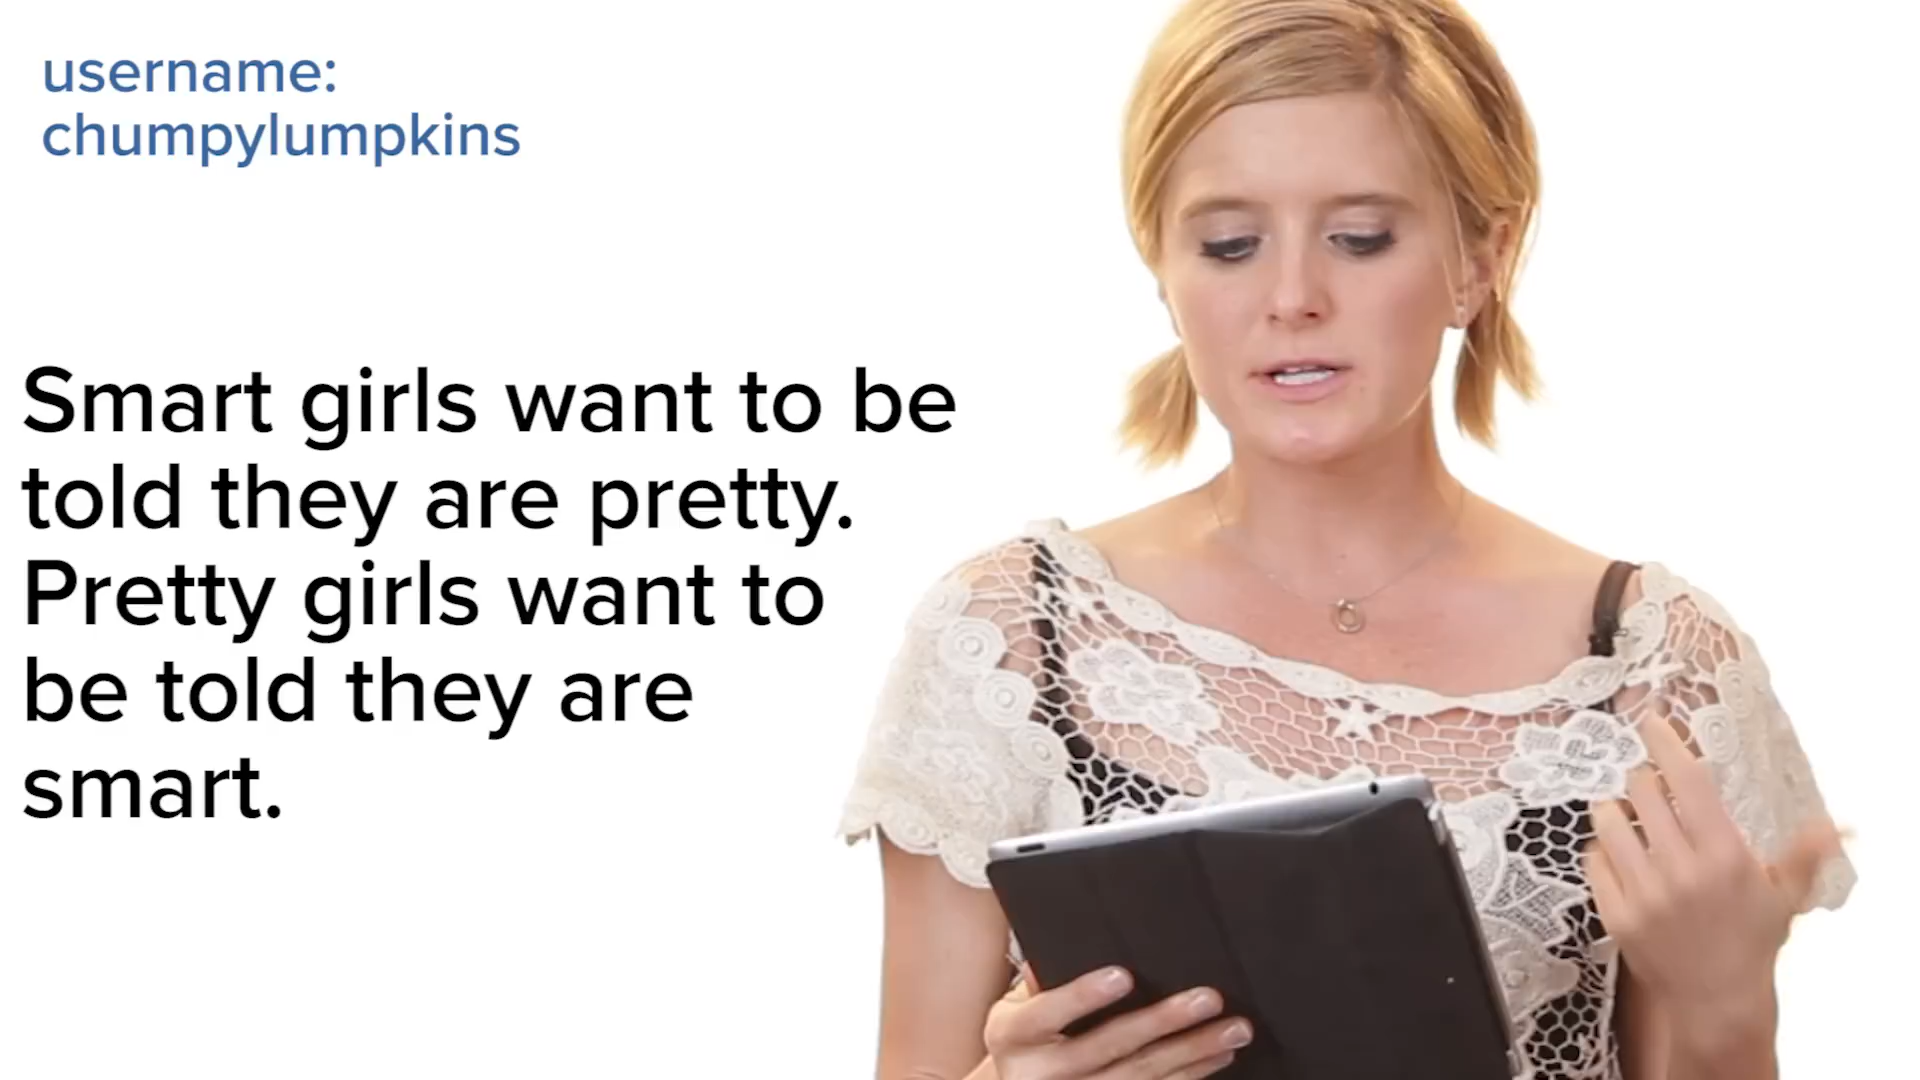 username:
chumpylumpkins
Smart girls want to be
told they are pretty.
Pretty girls want to
be told they are
smart.